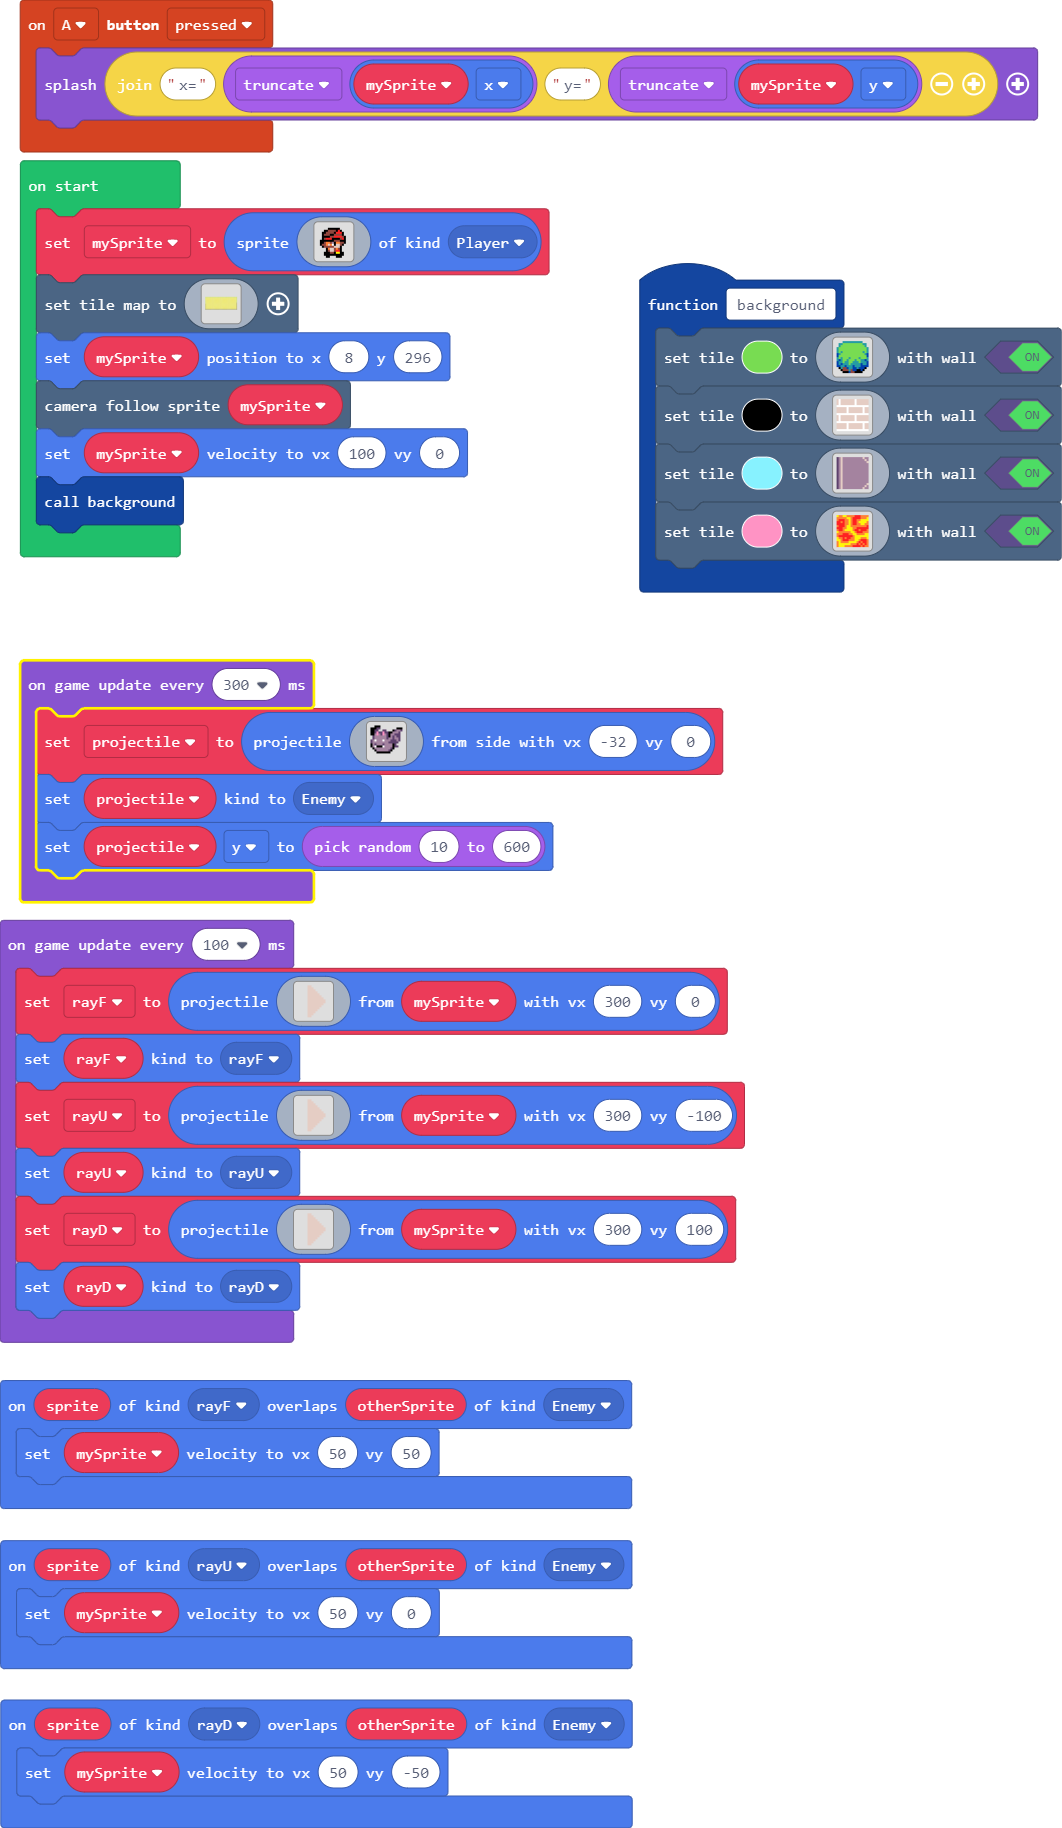 on A button pressed
splash join "x=" truncate mySprite x "y=" truncate mySprite y
on start
set mySprite to sprite of kind Player
set tile map to
set mySprite position to x 8 y 296
camera follow sprite mySprite
set mySprite velocity to vx 100 vy 0
call background
function background
set tile to with wall ON
set tile to with wall ON
set tile to with wall ON
set tile to with wall ON
on game update every 300 ms
set projectile to projectile from side with vx -32 vy 0
set projectile kind to Enemy
set projectile y to pick random 10 to 600
on game update every 100 ms
set rayF to projectile from mySprite with vx 300 vy 0
set rayF kind to rayF
set rayU to projectile from mySprite with vx 300 vy -100
set rayU kind to rayU
set rayD to projectile from mySprite with vx 300 vy 100
set rayD kind to rayD
on sprite of kind rayF overlaps otherSprite of kind Enemy
set mySprite velocity to vx 50 vy 50
on sprite of kind rayU overlaps otherSprite of kind Enemy
set mySprite velocity to vx 50 vy 0
on sprite of kind rayD overlaps otherSprite of kind Enemy
set mySprite velocity to vx 50 vy -50